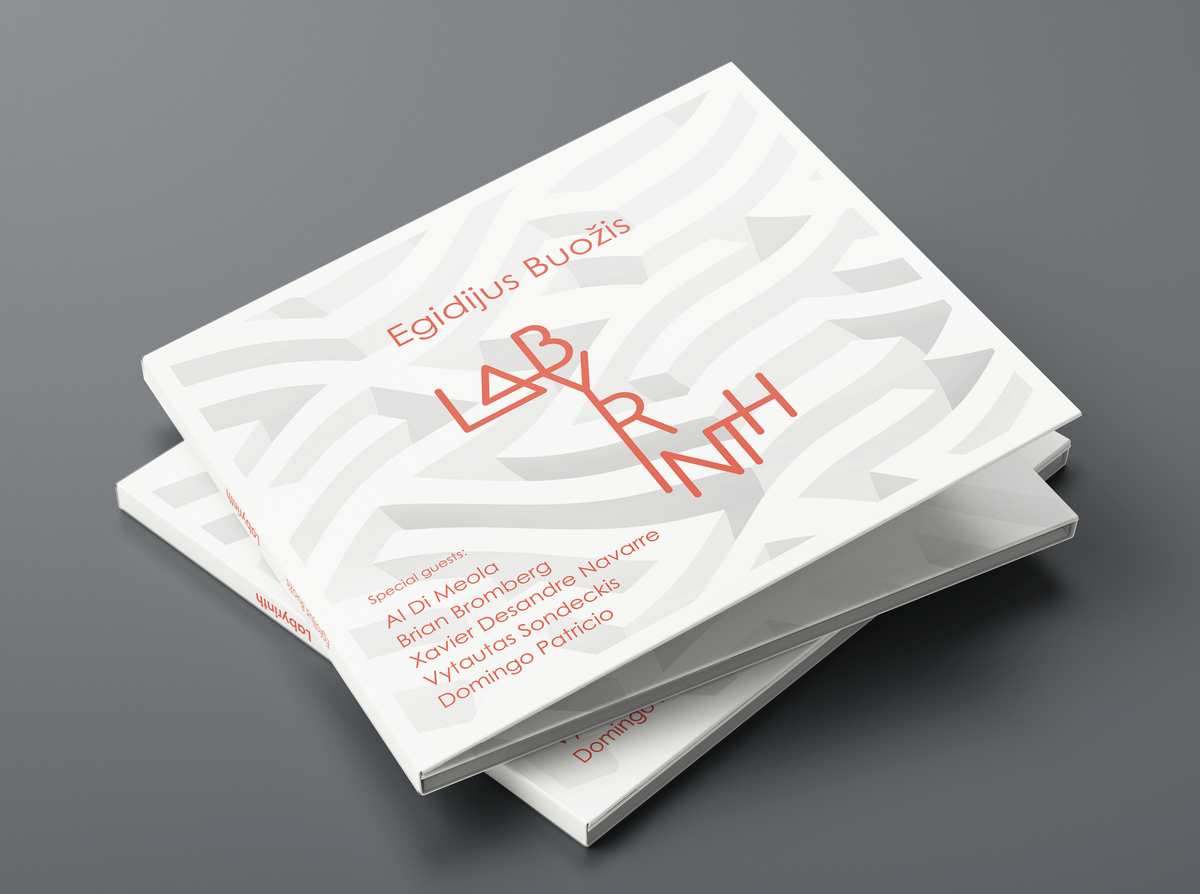 Egidijus Buožis
LABYRINTH
Special guests:
Al Di Meola
Brian Bromberg
Xavier Desandre Navarre
Vytautas Sondeckis
Domingo Patricio
Labyrinth
Egidijus Buožis
Labyrinth
Domingo